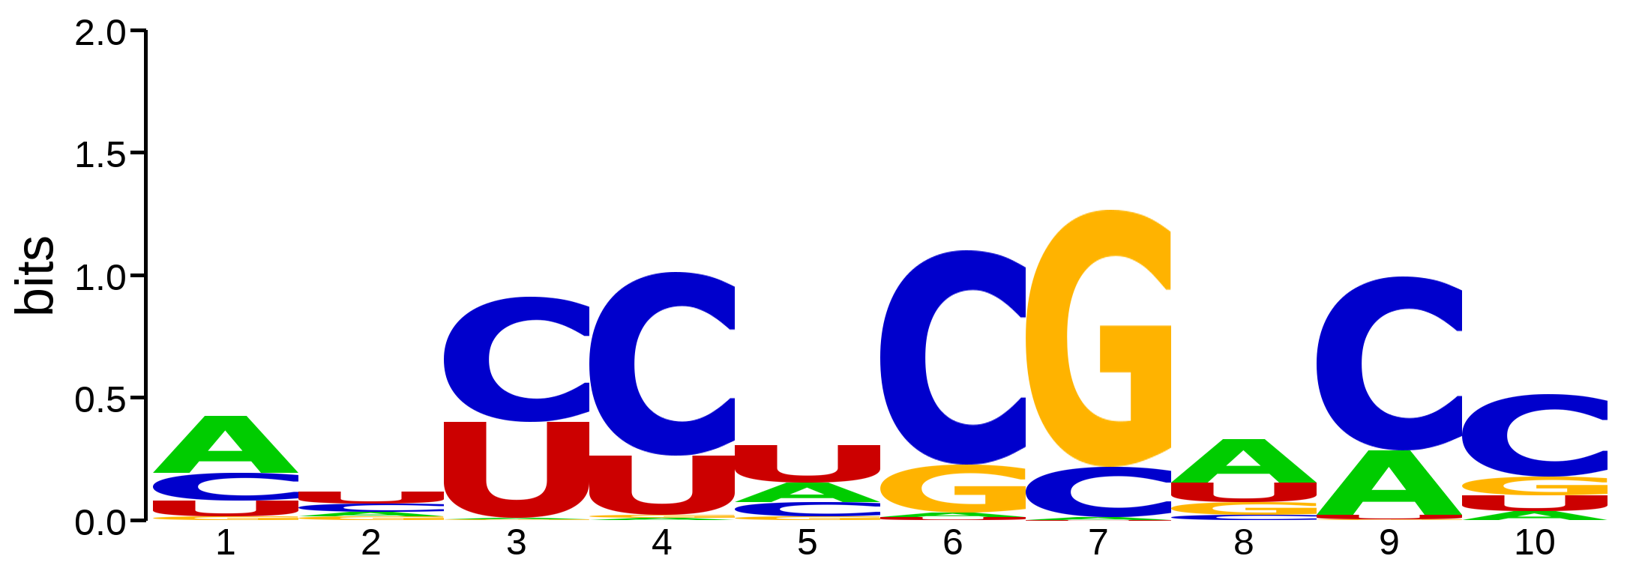 bits
2.0
1.5
1.0
0.5
0.0
A C U G
U C A G
C U A
C U G A
U A C G
C G A U
G C A U
A U G C
C A U
C G U A
1 2 3 4 5 6 7 8 9 10